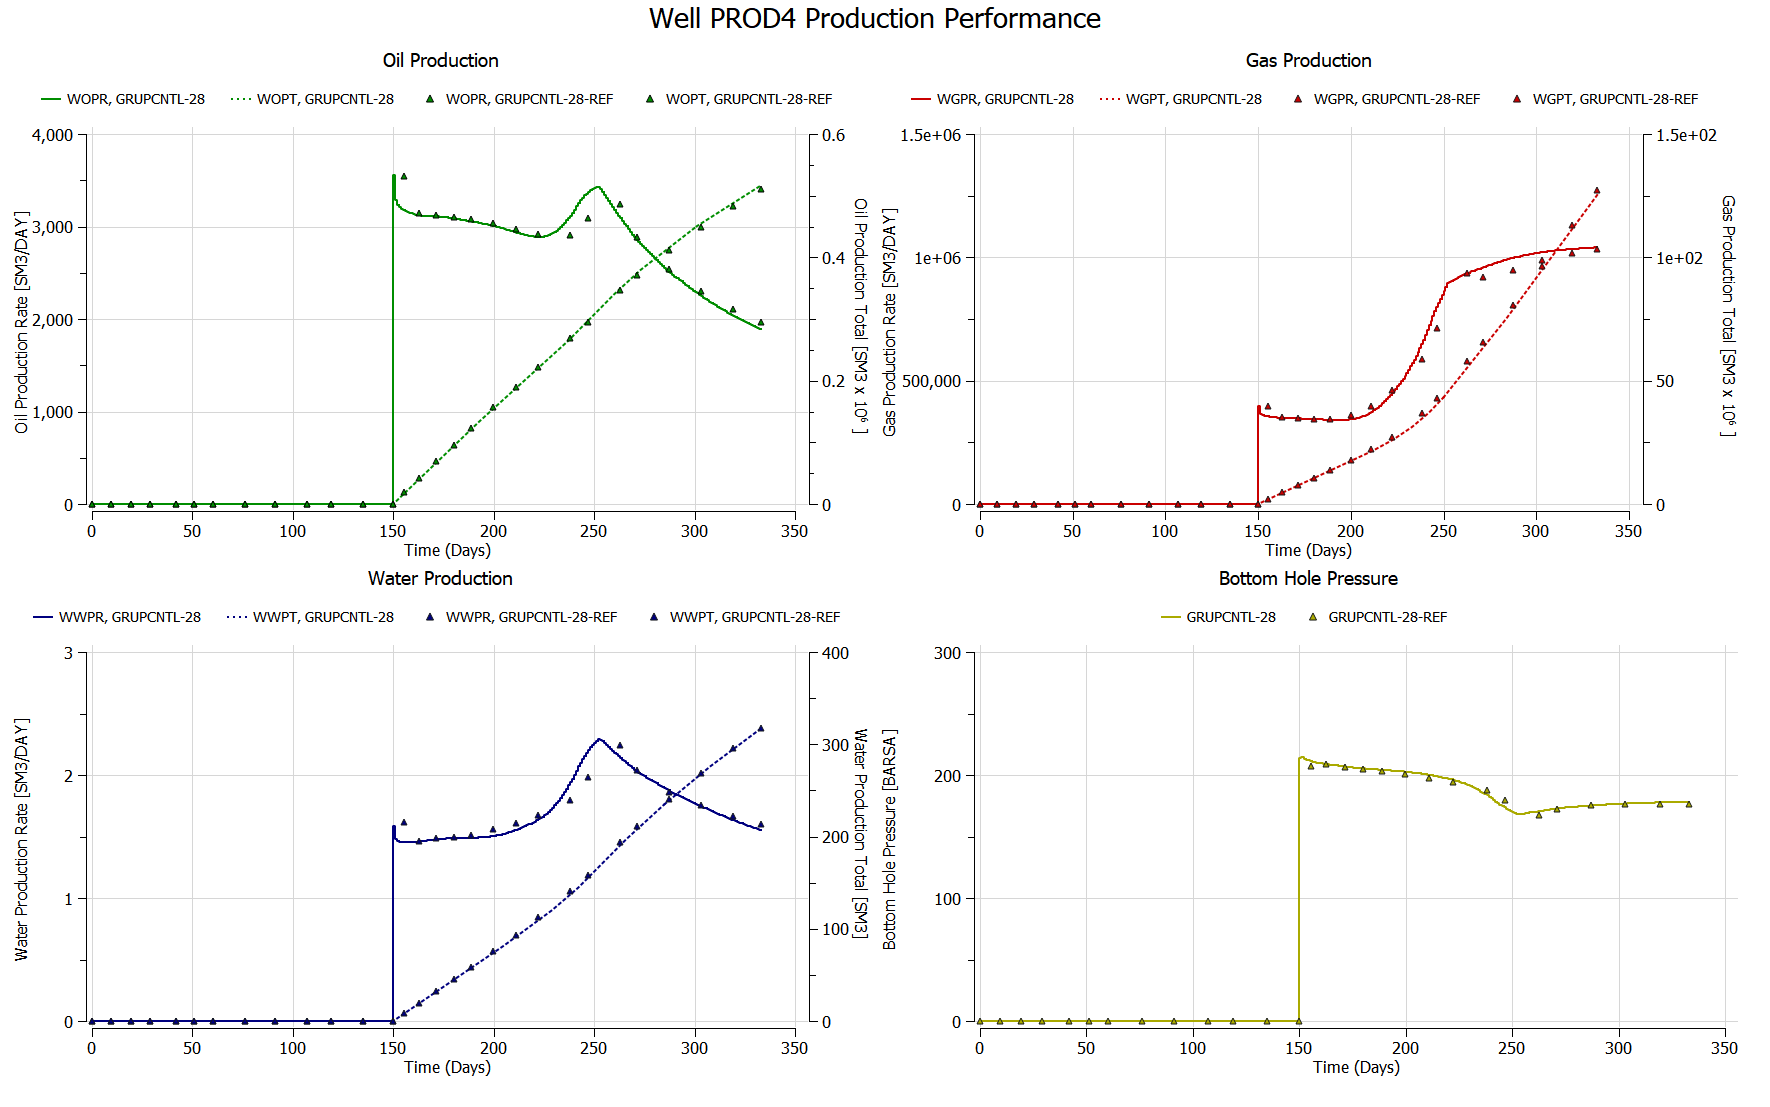 Well PROD4 Production Performance
Oil Production
WOPR, GRUPCNTL-28 WOPT, GRUPCNTL-28 WOPR, GRUPCNTL-28-REF WOPT, GRUPCNTL-28-REF
4,000
3,000
2,000
1,000
0
Oil Production Rate [SM3/DAY]
0.6
0.4
0.2
0
Oil Production Total [SM3 x 10⁶ ]
0 50 100 150 200 250 300 350
Time (Days)
Gas Production
WGPR, GRUPCNTL-28 WGPT, GRUPCNTL-28 WGPR, GRUPCNTL-28-REF WGPT, GRUPCNTL-28-REF
1.5e+06
1e+06
500,000
0
Gas Production Rate [SM3/DAY]
1.5e+02
1e+02
50
0
Gas Production Total [SM3 x 10⁶ ]
0 50 100 150 200 250 300 350
Time (Days)
Water Production
WWPR, GRUPCNTL-28 WWPT, GRUPCNTL-28 WWPR, GRUPCNTL-28-REF WWPT, GRUPCNTL-28-REF
3
2
1
0
Water Production Rate [SM3/DAY]
400
300
200
100
0
Water Production Total [SM3]
0 50 100 150 200 250 300 350
Time (Days)
Bottom Hole Pressure
GRUPCNTL-28 GRUPCNTL-28-REF
300
200
100
0
Bottom Hole Pressure [BARSA]
0 50 100 150 200 250 300 350
Time (Days)